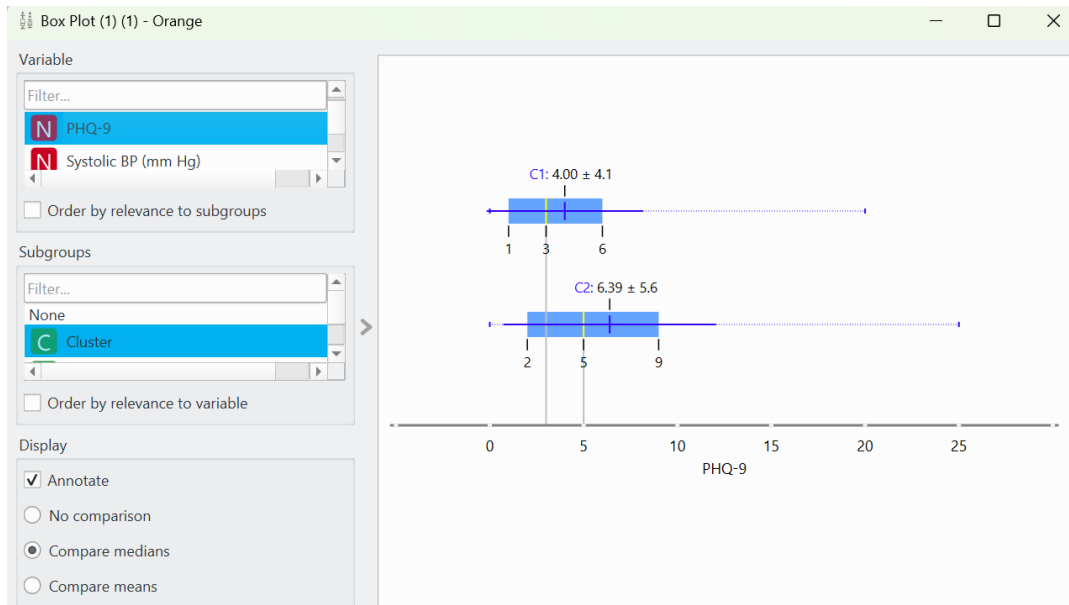 Box Plot (1) (1) - Orange
Variable
Filter...
N PHQ-9
N Systolic BP (mm Hg)
Order by relevance to subgroups
Subgroups
Filter...
None
C Cluster
Order by relevance to variable
Display
Annotate
No comparison
Compare medians
Compare means
C1: 4.00 ± 4.1
1 3 6
C2: 6.39 ± 5.6
2 5 9
0 5 10 15 20 25
PHQ-9